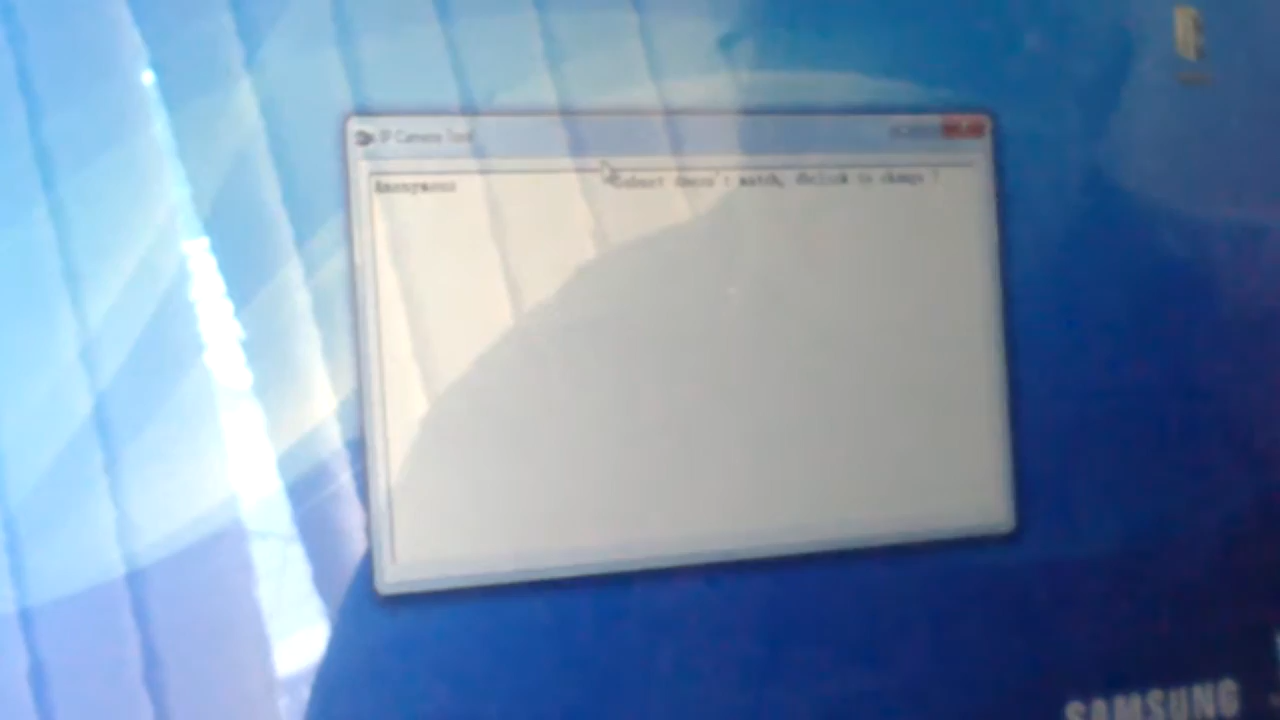 IP Camera Tool
Anonymous
Subnet doesn't match, dbclick to change !
SAMSUNG